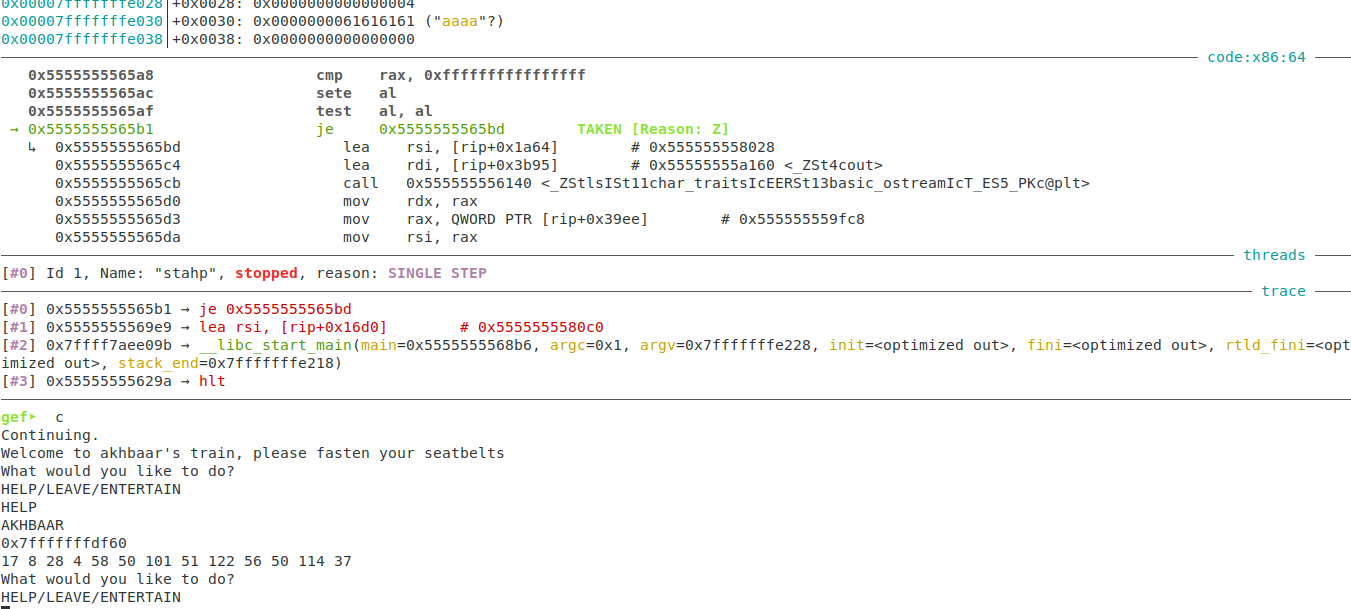 0x00007fffffffe028│+0x0028: 0x0000000000000004
0x00007fffffffe030│+0x0030: 0x0000000061616161 ("aaaa"?)
0x00007fffffffe038│+0x0038: 0x0000000000000000
code:x86:64
0x5555555565a8 cmp rax, 0xffffffffffffffff
0x5555555565ac sete al
0x5555555565af test al, al
→ 0x5555555565b1 je 0x5555555565bd TAKEN [Reason: Z]
↳ 0x5555555565bd lea rsi, [rip+0x1a64] # 0x555555558028
0x5555555565c4 lea rdi, [rip+0x3b95] # 0x55555555a160 <_ZSt4cout>
0x5555555565cb call 0x555555556140 <_ZStlsISt11char_traitsIcEERSt13basic_ostreamIcT_ES5_PKc@plt>
0x5555555565d0 mov rdx, rax
0x5555555565d3 mov rax, QWORD PTR [rip+0x39ee] # 0x555555559fc8
0x5555555565da mov rsi, rax
threads
[#0] Id 1, Name: "stahp", stopped, reason: SINGLE STEP
trace
[#0] 0x5555555565b1 → je 0x5555555565bd
[#1] 0x5555555569e9 → lea rsi, [rip+0x16d0] # 0x5555555580c0
[#2] 0x7ffff7aee09b → __libc_start_main(main=0x5555555568b6, argc=0x1, argv=0x7fffffffe228, init=<optimized out>, fini=<optimized out>, rtld_fini=<opt
imized out>, stack_end=0x7fffffffe218)
[#3] 0x55555555629a → hlt
gef➤ c
Continuing.
Welcome to akhbaar's train, please fasten your seatbelts
What would you like to do?
HELP/LEAVE/ENTERTAIN
HELP
AKHBAAR
0x7fffffffdf60
17 8 28 4 58 50 101 51 122 56 50 114 37
What would you like to do?
HELP/LEAVE/ENTERTAIN